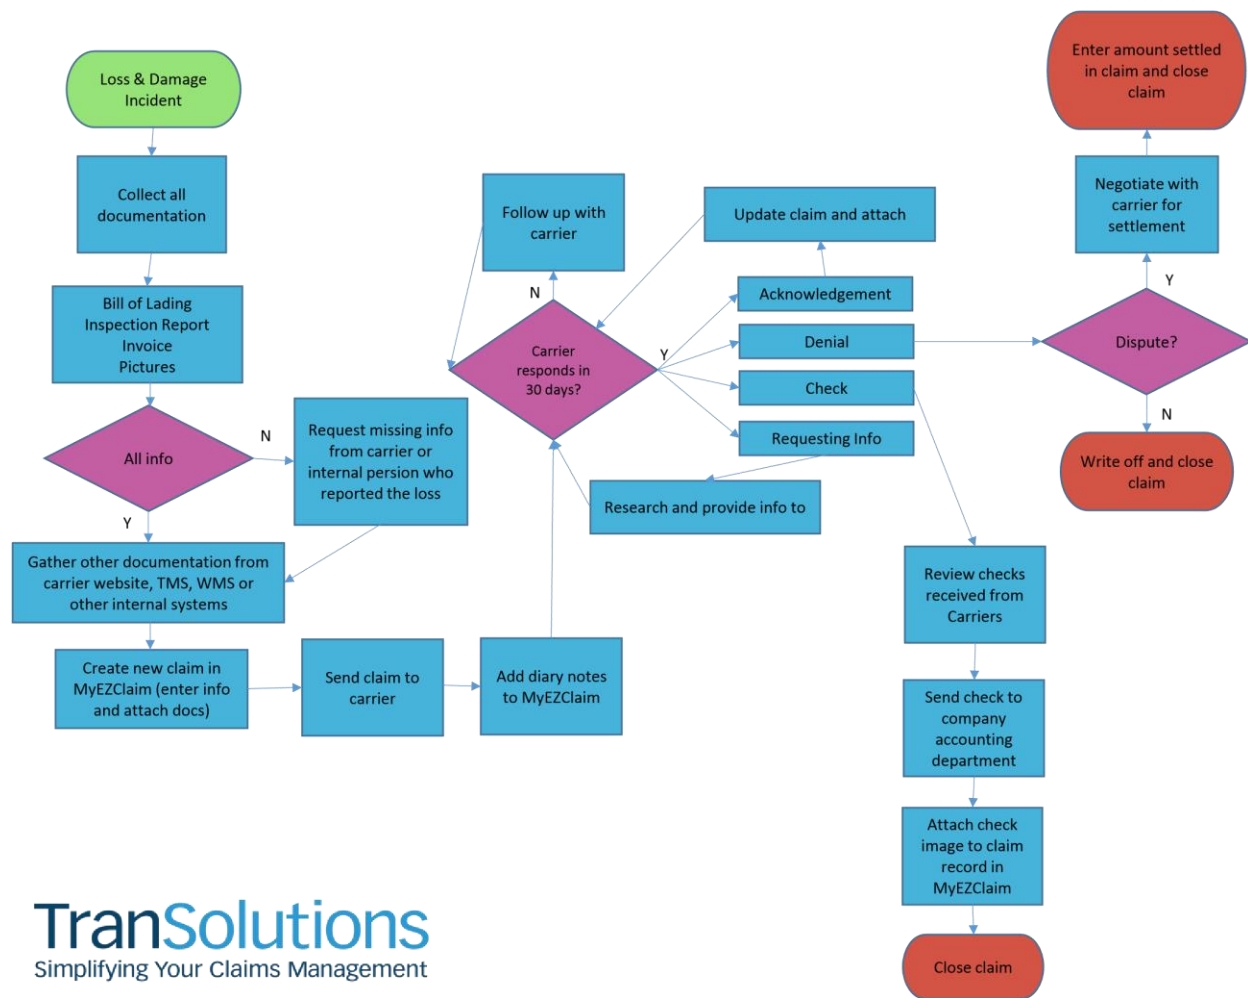 Loss & Damage
Incident
Collect all
documentation
Bill of Lading
Inspection Report
Invoice
Pictures
All info
N
Y
Request missing info
from carrier or
internal persion who
reported the loss
Gather other documentation from
carrier website, TMS, WMS or
other internal systems
Create new claim in
MyEZClaim (enter info
and attach docs)
Send claim to
carrier
Add diary notes
to MyEZClaim
Carrier
responds in
30 days?
N
Y
Follow up with
carrier
Update claim and attach
Acknowledgement
Denial
Check
Requesting Info
Research and provide info to
Dispute?
Y
N
Negotiate with
carrier for
settlement
Enter amount settled
in claim and close
claim
Write off and close
claim
Review checks
received from
Carriers
Send check to
company
accounting
department
Attach check
image to claim
record in
MyEZClaim
Close claim
TranSolutions
Simplifying Your Claims Management